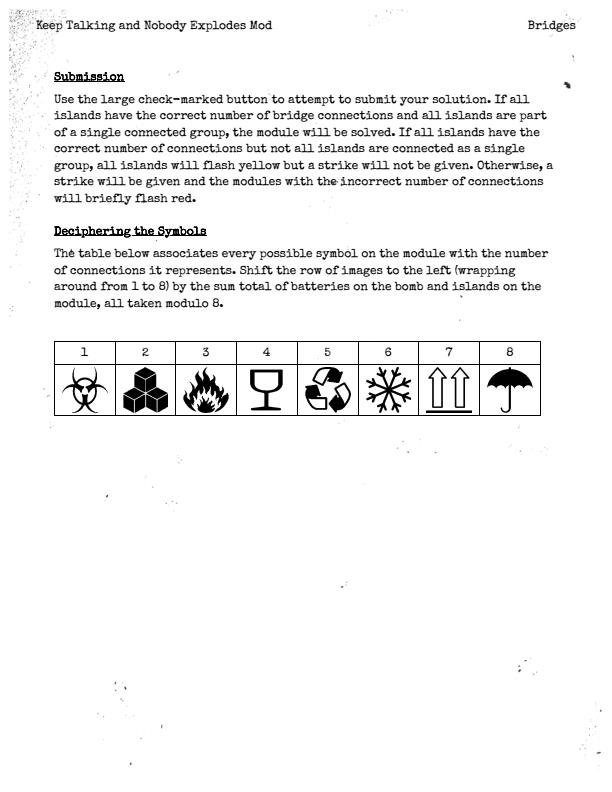 Keep Talking and Nobody Explodes Mod Bridges
Submission
Use the large check-marked button to attempt to submit your solution. If all
islands have the correct number of bridge connections and all islands are part
of a single connected group, the module will be solved. If all islands have the
correct number of connections but not all islands are connected as a single
group, all islands will flash yellow but a strike will not be given. Otherwise, a
strike will be given and the modules with the incorrect number of connections
will briefly flash red.
Deciphering the Symbols
The table below associates every possible symbol on the module with the number
of connections it represents. Shift the row of images to the left (wrapping
around from 1 to 8) by the sum total of batteries on the bomb and islands on the
module, all taken modulo 8.
1 2 3 4 5 6 7 8